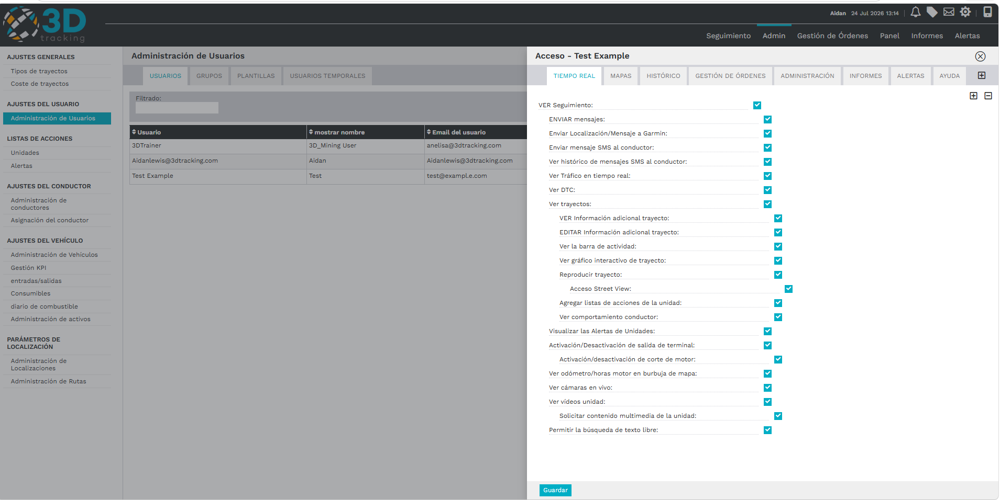 3D
tracking
Aidan 24 Jul 2026 13:14
Seguimiento Admin Gestión de Órdenes Panel Informes Alertas
AJUSTES GENERALES
Tipos de trayectos
Coste de trayectos
AJUSTES DEL USUARIO
Administración de Usuarios
LISTAS DE ACCIONES
Unidades
Alertas
AJUSTES DEL CONDUCTOR
Administración de
conductores
Asignación del conductor
AJUSTES DEL VEHÍCULO
Administración de Vehículos
Gestión KPI
entradas/salidas
Consumibles
diario de combustible
Administración de activos
PARÁMETROS DE
LOCALIZACIÓN
Administración de
Localizaciones
Administración de Rutas
Administración de Usuarios
USUARIOS GRUPOS PLANTILLAS USUARIOS TEMPORALES
Filtrado:
Usuario mostrar nombre Email del usuario
3DTrainer 3D_Mining User anelisa@3dtracking.com
Aidanlewis@3dtracking.com Aidan Aidanlewis@3dtracking.com
Test Example Test test@exampl.e.com
Acceso - Test Example
TIEMPO REAL MAPAS HISTÓRICO GESTIÓN DE ÓRDENES ADMINISTRACIÓN INFORMES ALERTAS AYUDA
VER Seguimiento:
ENVIAR mensajes:
Enviar Localización/Mensaje a Garmin:
Enviar mensaje SMS al conductor:
Ver histórico de mensajes SMS al conductor:
Ver Tráfico en tiempo real:
Ver DTC:
Ver trayectos:
VER Información adicional trayecto:
EDITAR Información adicional trayecto:
Ver la barra de actividad:
Ver gráfico interactivo de trayecto:
Reproducir trayecto:
Acceso Street View:
Agregar listas de acciones de la unidad:
Ver comportamiento conductor:
Visualizar las Alertas de Unidades:
Activación/Desactivación de salida de terminal:
Activación/desactivación de corte de motor:
Ver odómetro/horas motor en burbuja de mapa:
Ver cámaras en vivo:
Ver vídeos unidad:
Solicitar contenido multimedia de la unidad:
Permitir la búsqueda de texto libre:
Guardar